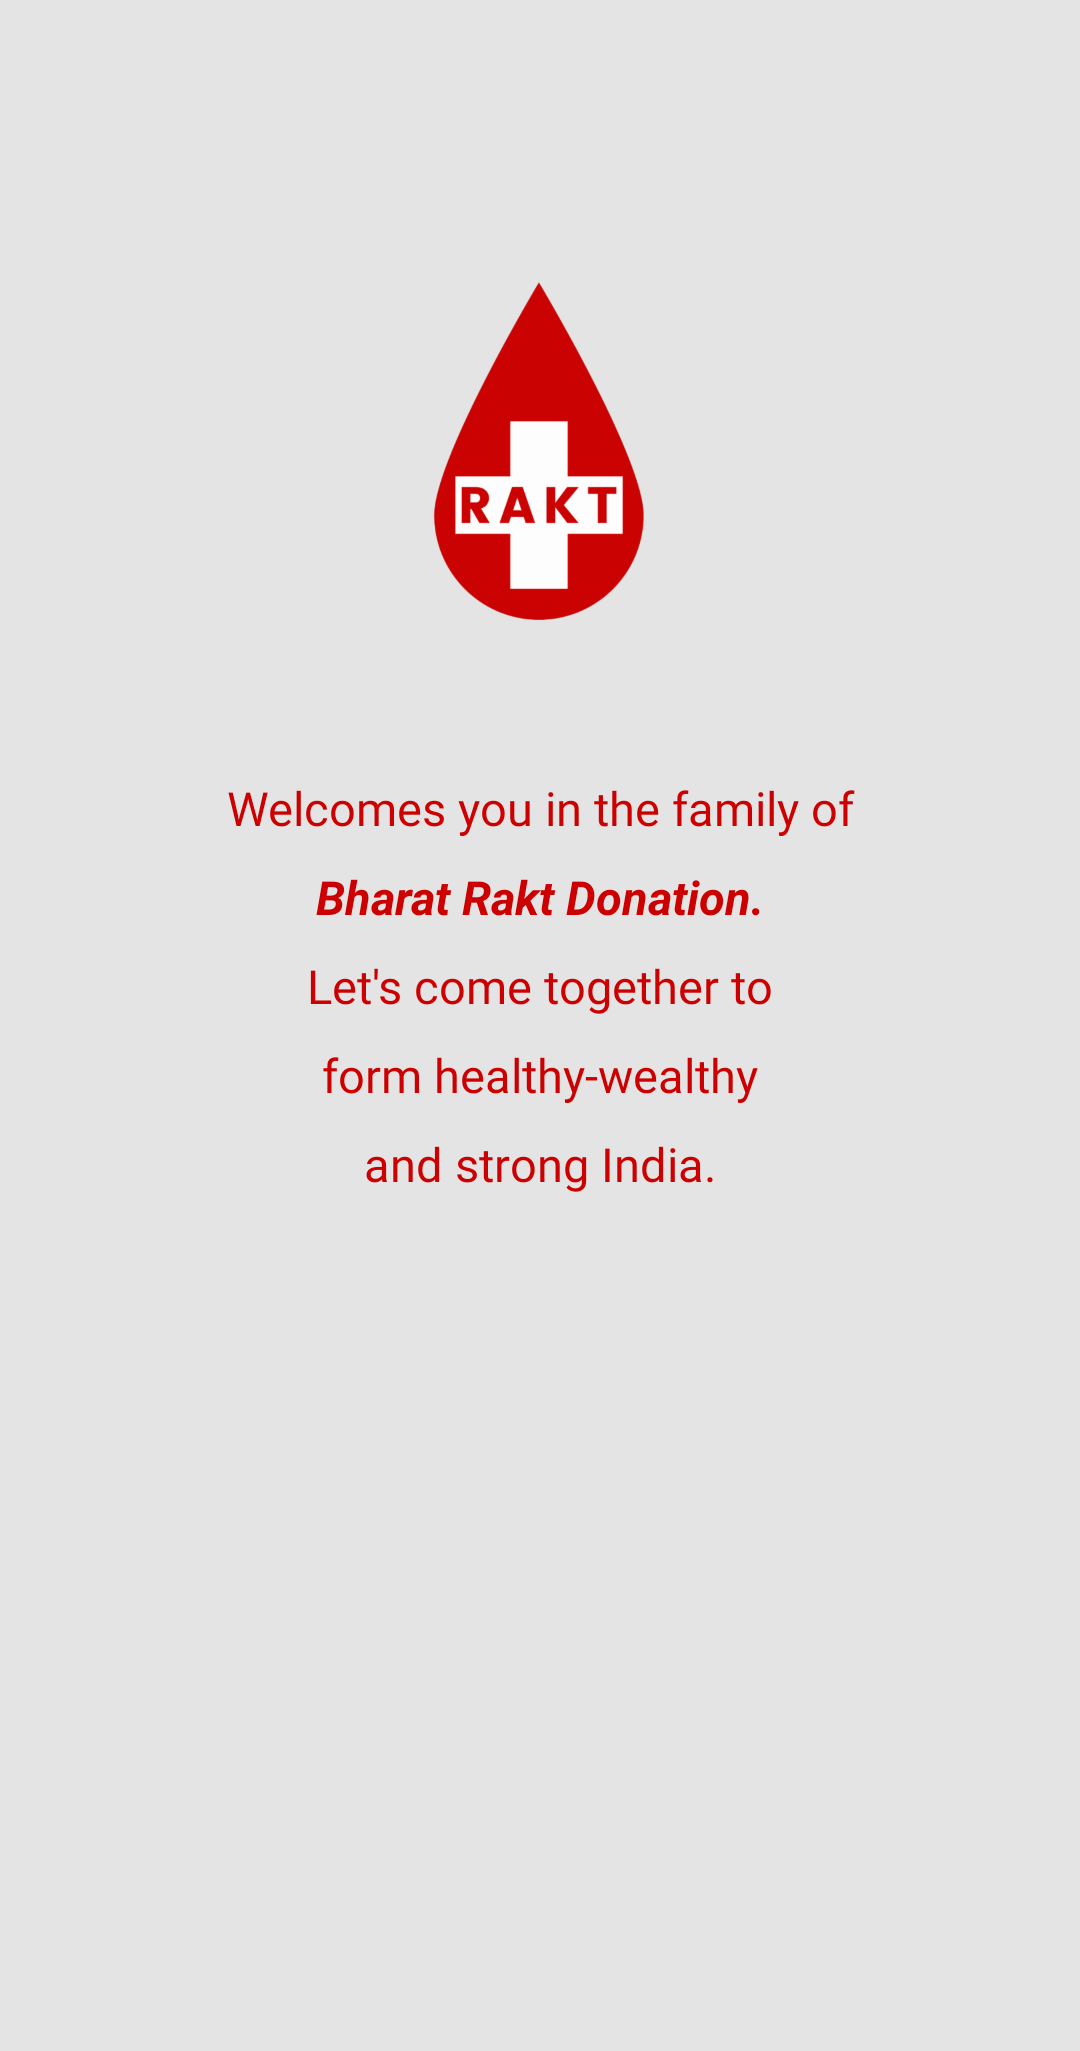 RAKT
Welcomes you in the family of
Bharat Rakt Donation.
Let's come together to
form healthy-wealthy
and strong India.